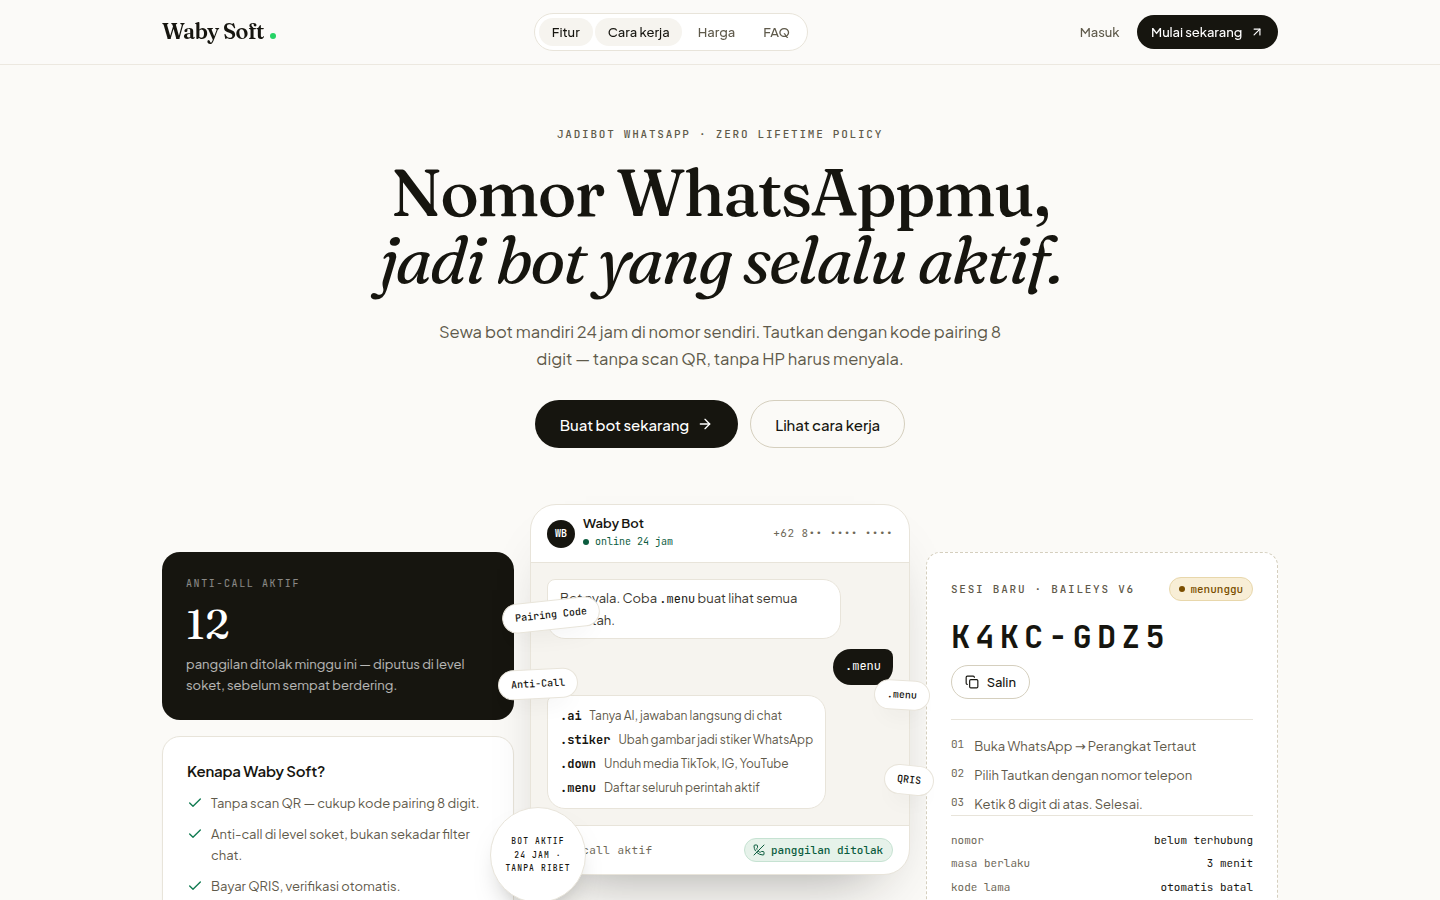 Waby Soft
Fitur
Cara kerja
Harga
FAQ
Masuk
Mulai sekarang
JADIBOT WHATSAPP · ZERO LIFETIME POLICY
Nomor WhatsAppmu,
jadi bot yang selalu aktif.
Sewa bot mandiri 24 jam di nomor sendiri. Tautkan dengan kode pairing 8
digit — tanpa scan QR, tanpa HP harus menyala.
Buat bot sekarang →
Lihat cara kerja
ANTI-CALL AKTIF
12
panggilan ditolak minggu ini — diputus di level
soket, sebelum sempat berdering.
Kenapa Waby Soft?
Tanpa scan QR — cukup kode pairing 8 digit.
Anti-call di level soket, bukan sekadar filter
chat.
Bayar QRIS, verifikasi otomatis.
WB
Waby Bot
online 24 jam
+62 8•• •••• ••••
Coba .menu buat lihat semua
Pairing Code
.menu
Anti-Call
.menu
.ai Tanya AI, jawaban langsung di chat
.stiker Ubah gambar jadi stiker WhatsApp
.down Unduh media TikTok, IG, YouTube
.menu Daftar seluruh perintah aktif
QRIS
BOT AKTIF
24 JAM ·
TANPA RIBET
call aktif
panggilan ditolak
SESI BARU · BAILEYS V6
menunggu
K4KC-GDZ5
Salin
01 Buka WhatsApp → Perangkat Tertaut
02 Pilih Tautkan dengan nomor telepon
03 Ketik 8 digit di atas. Selesai.
nomor belum terhubung
masa berlaku 3 menit
kode lama otomatis batal